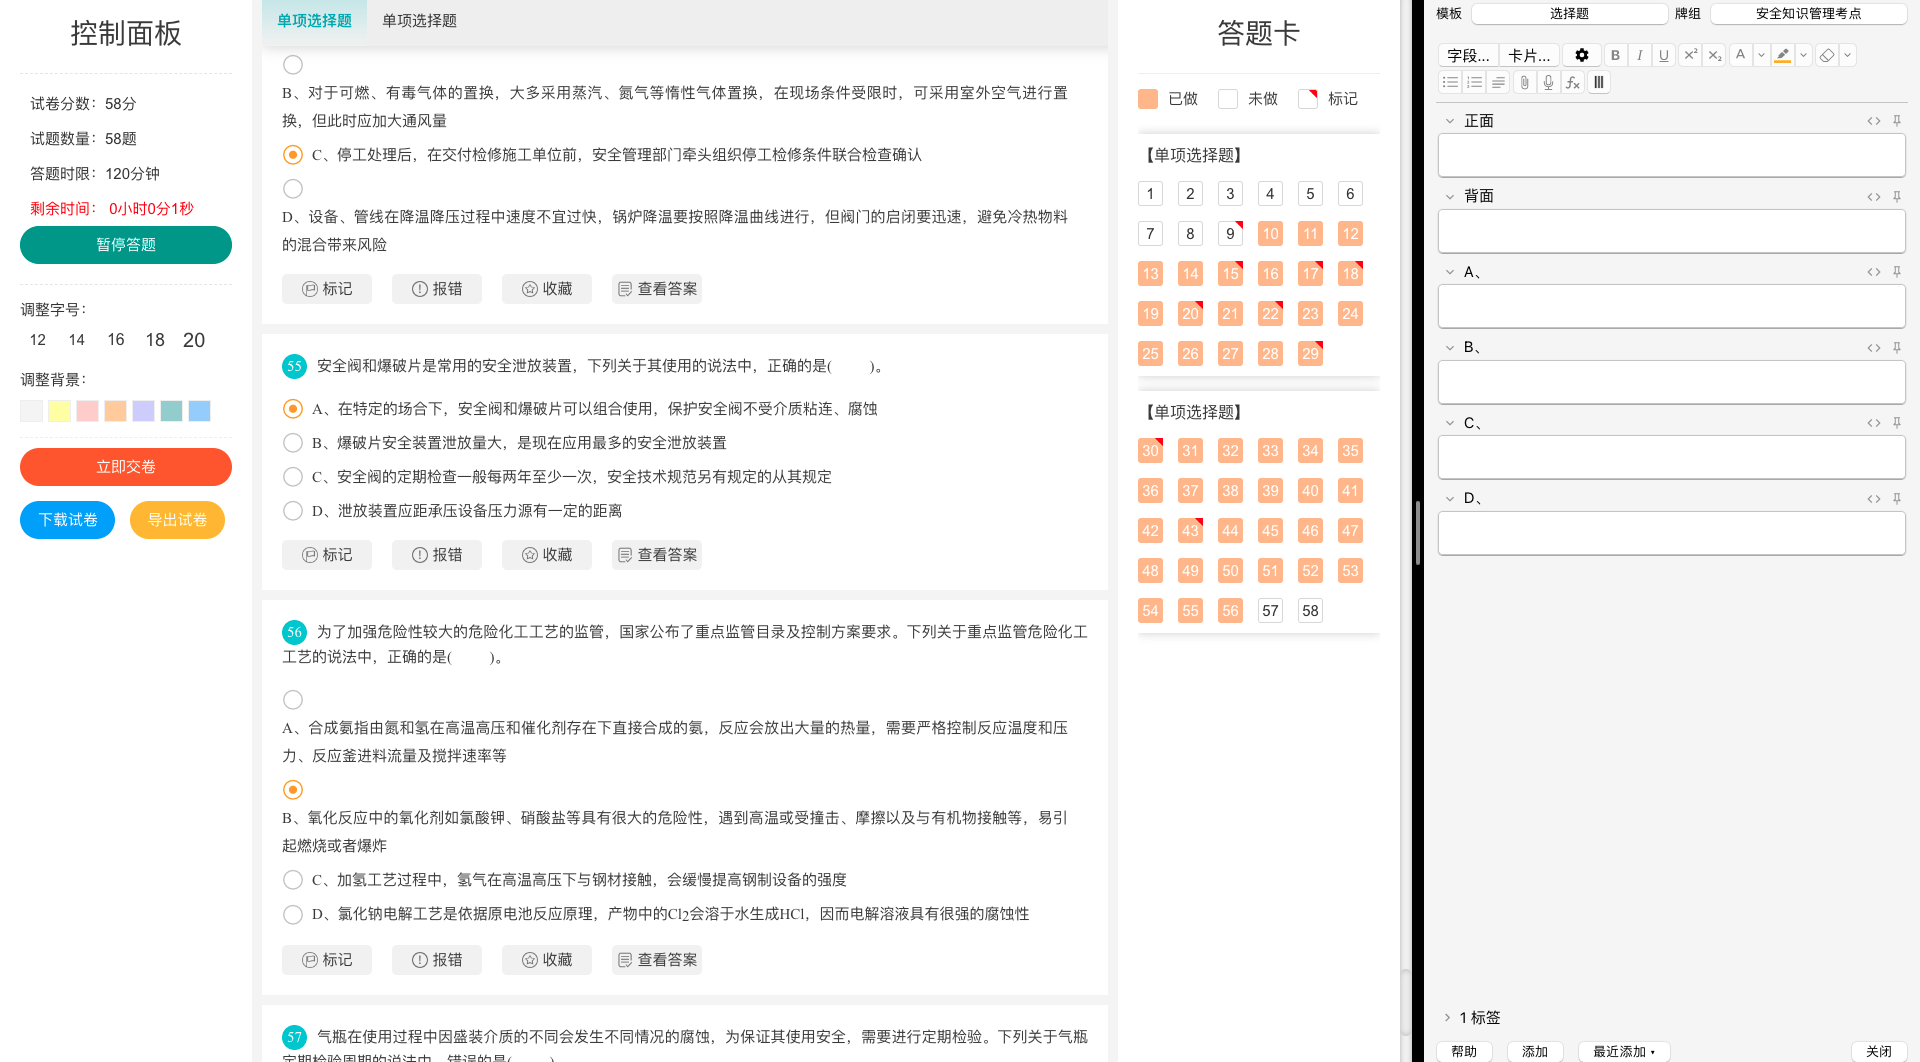 控制面板
试卷分数：58分
试题数量：58题
答题时限：120分钟
剩余时间： 0小时0分1秒
暂停答题
调整字号：
12 14 16 18 20
调整背景：
立即交卷
下载试卷 导出试卷
单项选择题 单项选择题
B、对于可燃、有毒气体的置换，大多采用蒸汽、氮气等惰性气体置换，在现场条件受限时，可采用室外空气进行置
换，但此时应加大通风量
C、停工处理后，在交付检修施工单位前，安全管理部门牵头组织停工检修条件联合检查确认
D、设备、管线在降温降压过程中速度不宜过快，锅炉降温要按照降温曲线进行，但阀门的启闭要迅速，避免冷热物料
的混合带来风险
标记 报错 收藏 查看答案
55 安全阀和爆破片是常用的安全泄放装置，下列关于其使用的说法中，正确的是( )。
A、在特定的场合下，安全阀和爆破片可以组合使用，保护安全阀不受介质粘连、腐蚀
B、爆破片安全装置泄放量大，是现在应用最多的安全泄放装置
C、安全阀的定期检查一般每两年至少一次，安全技术规范另有规定的从其规定
D、泄放装置应距承压设备压力源有一定的距离
标记 报错 收藏 查看答案
56 为了加强危险性较大的危险化工工艺的监管，国家公布了重点监管目录及控制方案要求。下列关于重点监管危险化工
工艺的说法中，正确的是( )。
A、合成氨指由氮和氢在高温高压和催化剂存在下直接合成的氨，反应会放出大量的热量，需要严格控制反应温度和压
力、反应釜进料流量及搅拌速率等
B、氧化反应中的氧化剂如氯酸钾、硝酸盐等具有很大的危险性，遇到高温或受撞击、摩擦以及与有机物接触等，易引
起燃烧或者爆炸
C、加氢工艺过程中，氢气在高温高压下与钢材接触，会缓慢提高钢制设备的强度
D、氯化钠电解工艺是依据原电池反应原理，产物中的Cl2会溶于水生成HCl，因而电解溶液具有很强的腐蚀性
标记 报错 收藏 查看答案
57 气瓶在使用过程中因盛装介质的不同会发生不同情况的腐蚀，为保证其使用安全，需要进行定期检验。下列关于气瓶
定期检验周期的说法中，错误的是( )。
答题卡
已做 未做 标记
【单项选择题】
1 2 3 4 5 6
7 8 9 10 11 12
13 14 15 16 17 18
19 20 21 22 23 24
25 26 27 28 29
【单项选择题】
30 31 32 33 34 35
36 37 38 39 40 41
42 43 44 45 46 47
48 49 50 51 52 53
54 55 56 57 58
模板 选择题 牌组 安全知识管理考点
字段... 卡片... B I U x² x₂ A
fx
正面
背面
A、
B、
C、
D、
1 标签
帮助 添加 最近添加 关闭